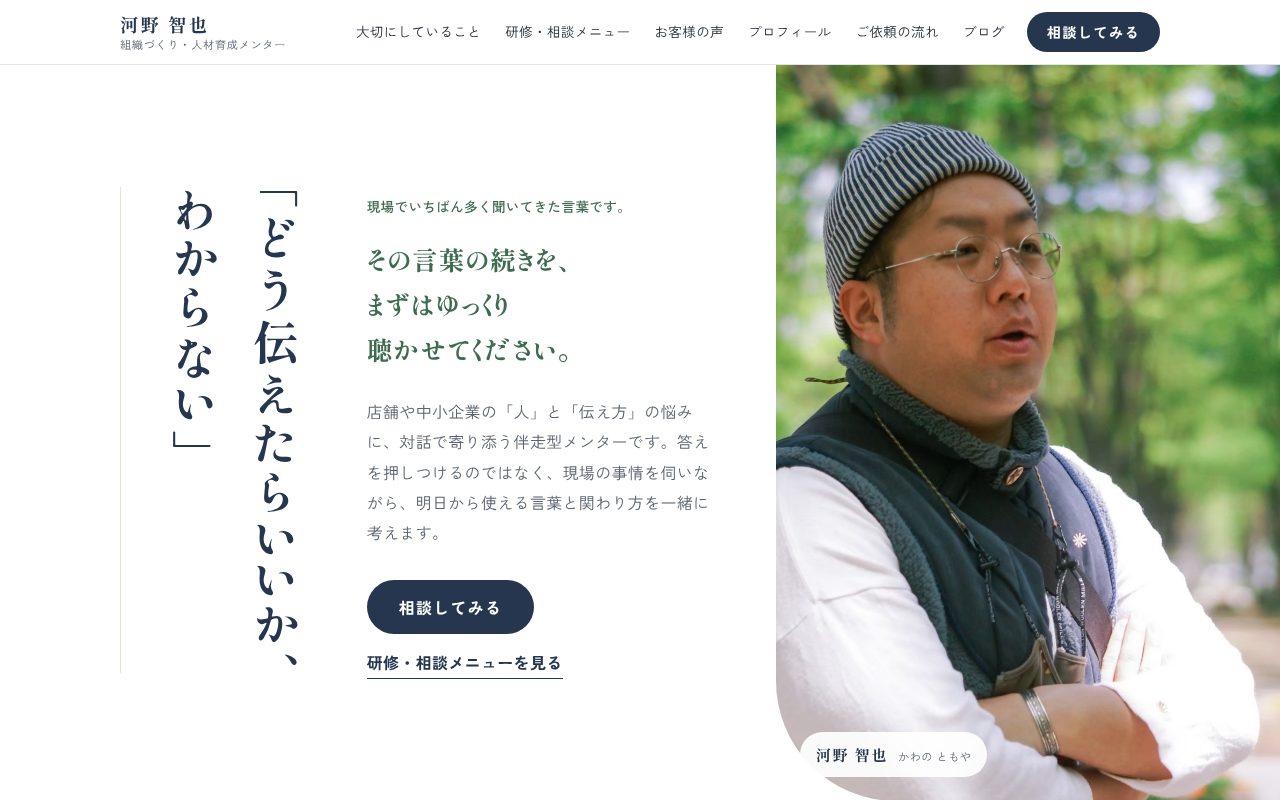 河野 智也
組織づくり・人材育成メンター
大切にしていること
研修・相談メニュー
お客様の声
プロフィール
ご依頼の流れ
ブログ
相談してみる
「どう伝えたらいいか、
わからない」
現場でいちばん多く聞いてきた言葉です。
その言葉の続きを、
まずはゆっくり
聴かせてください。
店舗や中小企業の「人」と「伝え方」の悩み
に、対話で寄り添う伴走型メンターです。答え
を押しつけるのではなく、現場の事情を伺いな
がら、明日から使える言葉と関わり方を一緒に
考えます。
相談してみる
研修・相談メニューを見る
河野 智也 かわの ともや